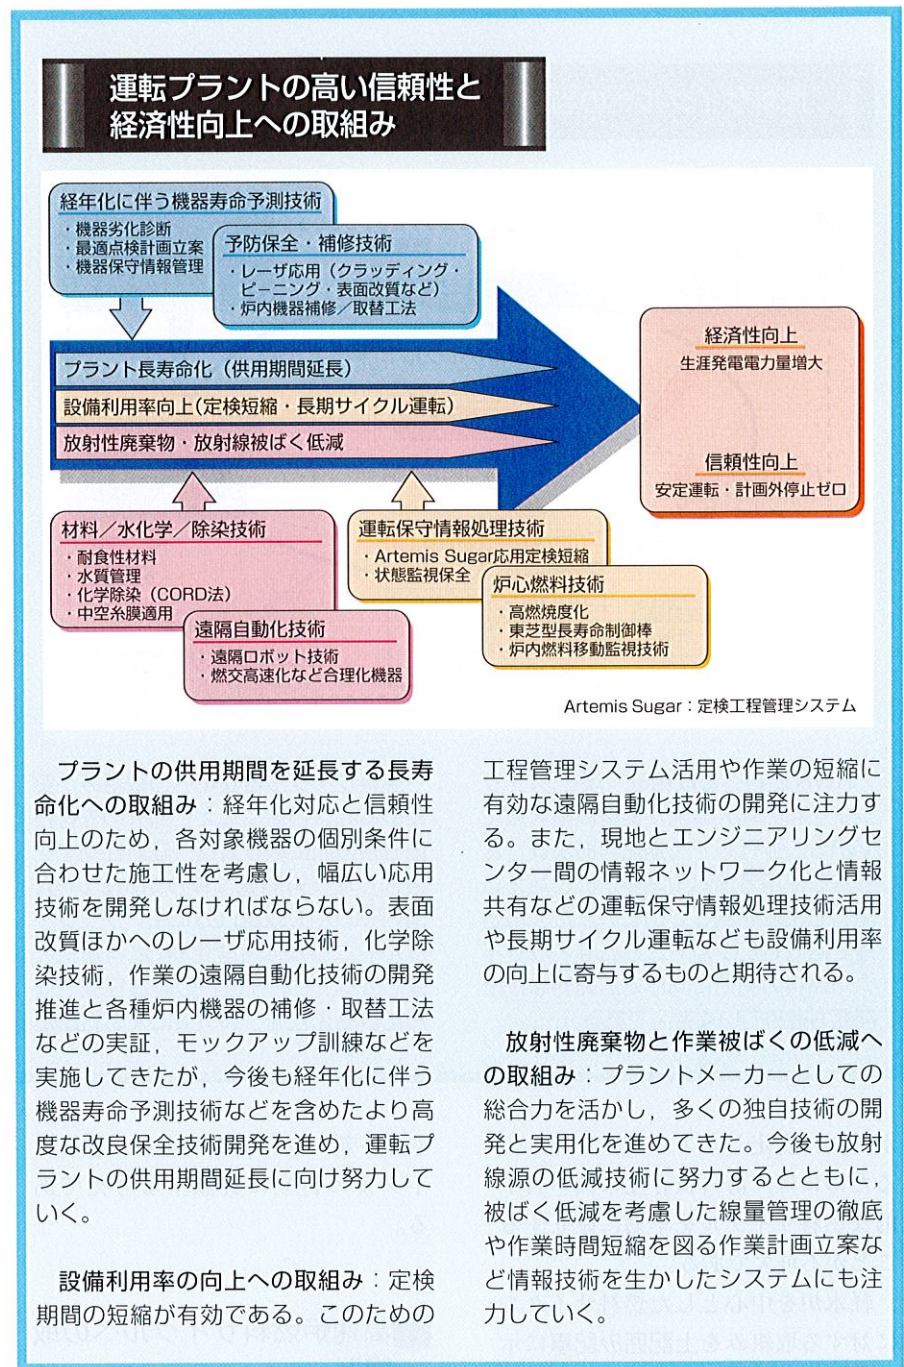 運転プラントの高い信頼性と
経済性向上への取組み
経年化に伴う機器寿命予測技術
・機器劣化診断
・最適点検計画立案
・機器保守情報管理
予防保全・補修技術
・レーザ応用（クラッディング・
ピーニング・表面改質など）
・炉内機器補修／取替工法
プラント長寿命化（供用期間延長）
設備利用率向上（定検短縮・長期サイクル運転）
放射性廃棄物・放射線被ばく低減
経済性向上
生涯発電電力量増大
信頼性向上
安定運転・計画外停止ゼロ
材料／水化学／除染技術
・耐食性材料
・水質管理
・化学除染（CORD法）
・中空糸膜適用
遠隔自動化技術
・遠隔ロボット技術
・燃交高速化など合理化機器
運転保守情報処理技術
・Artemis Sugar応用定検短縮
・状態監視保全
炉心燃料技術
・高燃焼度化
・東芝型長寿命制御棒
・炉内燃料移動監視技術
Artemis Sugar：定検工程管理システム
プラントの供用期間を延長する長寿
命化への取組み：経年化対応と信頼性
向上のため，各対象機器の個別条件に
合わせた施工性を考慮し，幅広い応用
技術を開発しなければならない。表面
改質ほかへのレーザ応用技術，化学除
染技術，作業の遠隔自動化技術の開発
推進と各種炉内機器の補修・取替工法
などの実証，モックアップ訓練などを
実施してきたが，今後も経年化に伴う
機器寿命予測技術などを含めたより高
度な改良保全技術開発を進め，運転プ
ラントの供用期間延長に向け努力して
いく。
設備利用率の向上への取組み：定検
期間の短縮が有効である。このための
工程管理システム活用や作業の短縮に
有効な遠隔自動化技術の開発に注力す
る。また，現地とエンジニアリングセ
ンター間の情報ネットワーク化と情報
共有などの運転保守情報処理技術活用
や長期サイクル運転なども設備利用率
の向上に寄与するものと期待される。
放射性廃棄物と作業被ばくの低減へ
の取組み：プラントメーカーとしての
総合力を活かし，多くの独自技術の開
発と実用化を進めてきた。今後も放射
線源の低減技術に努力するとともに，
被ばく低減を考慮した線量管理の徹底
や作業時間短縮を図る作業計画立案な
ど情報技術を生かしたシステムにも注
力していく。